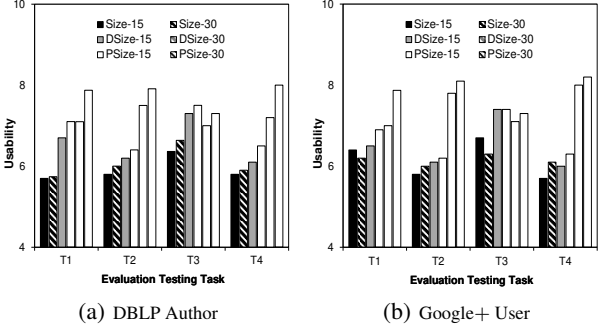 10
8
6
4
Usability
Size-15 Size-30
DSize-15 DSize-30
PSize-15 PSize-30
T1 T2 T3 T4
Evaluation Testing Task
(a) DBLP Author
10
8
6
4
Usability
Size-15 Size-30
DSize-15 DSize-30
PSize-15 PSize-30
T1 T2 T3 T4
Evaluation Testing Task
(b) Google+ User